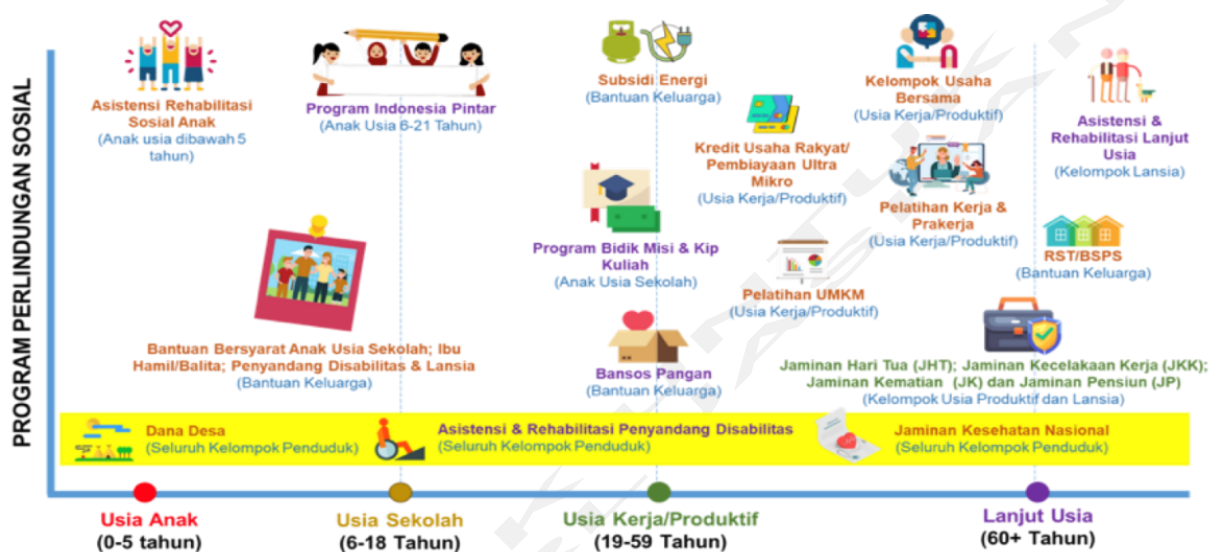 PROGRAM PERLINDUNGAN SOSIAL
Asistensi Rehabilitasi
Sosial Anak
(Anak usia dibawah 5
tahun)
Program Indonesia Pintar
(Anak Usia 6-21 Tahun)
Subsidi Energi
(Bantuan Keluarga)
Kelompok Usaha
Bersama
(Usia Kerja/Produktif)
Kredit Usaha Rakyat/
Pembiayaan Ultra
Mikro
(Usia Kerja/Produktif)
Asistensi &
Rehabilitasi Lanjut
Usia
(Kelompok Lansia)
Pelatihan Kerja &
Prakerja
(Usia Kerja/Produktif)
Program Bidik Misi & Kip
Kuliah
(Anak Usia Sekolah)
RST/BSPS
(Bantuan Keluarga)
Pelatihan UMKM
(Usia Kerja/Produktif)
Bantuan Bersyarat Anak Usia Sekolah; Ibu
Hamil/Balita; Penyandang Disabilitas & Lansia
(Bantuan Keluarga)
Bansos Pangan
(Bantuan Keluarga)
Jaminan Hari Tua (JHT); Jaminan Kecelakaan Kerja (JKK);
Jaminan Kematian (JK) dan Jaminan Pensiun (JP)
(Kelompok Usia Produktif dan Lansia)
Dana Desa
(Seluruh Kelompok Penduduk)
Asistensi & Rehabilitasi Penyandang Disabilitas
(Seluruh Kelompok Penduduk)
Jaminan Kesehatan Nasional
(Seluruh Kelompok Penduduk)
Usia Anak
(0-5 tahun)
Usia Sekolah
(6-18 Tahun)
Usia Kerja/Produktif
(19-59 Tahun)
Lanjut Usia
(60+ Tahun)